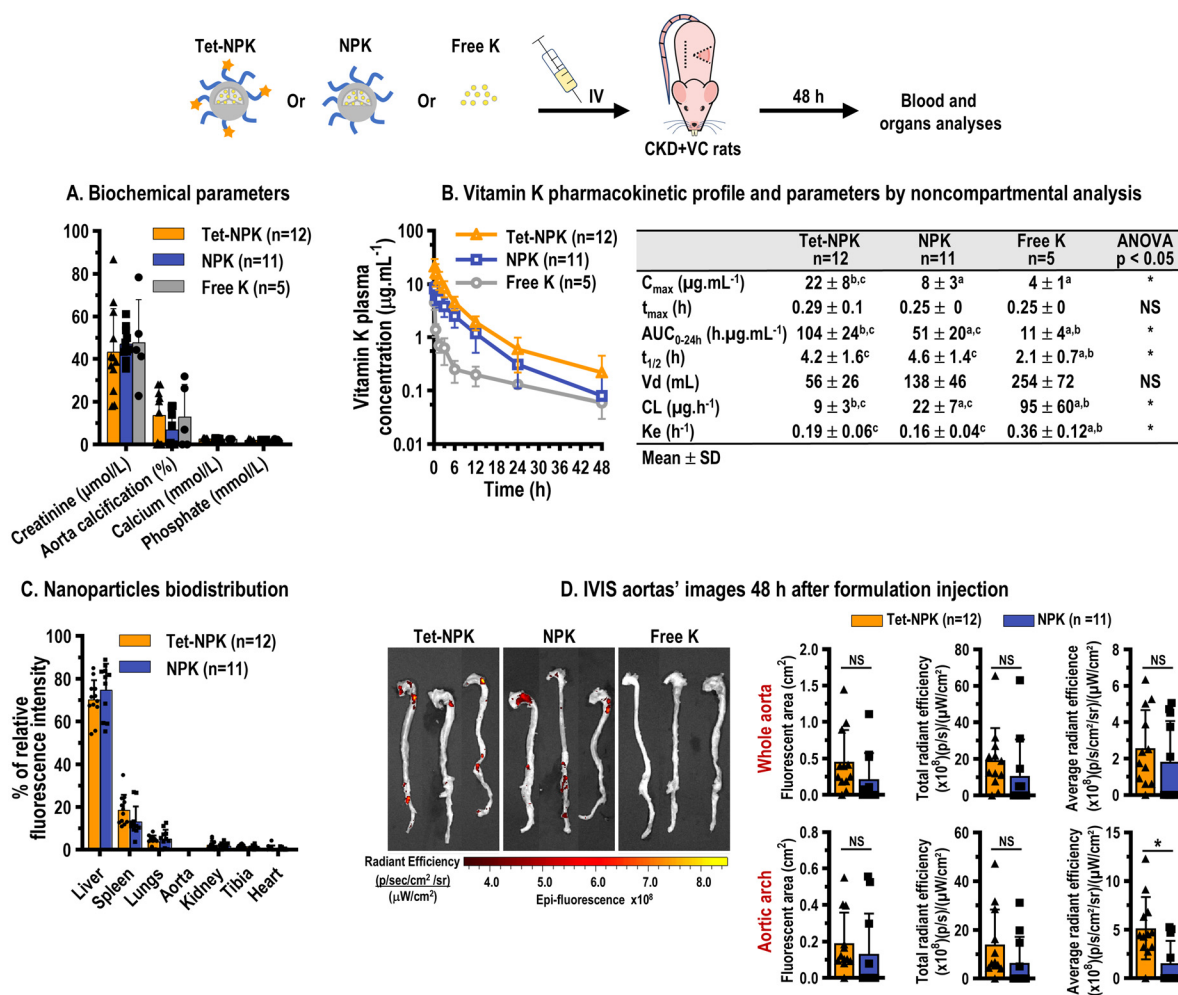 Tet-NPK NPK Free K
Or Or
IV
48 h
Blood and
organs analyses
CKD+VC rats
A. Biochemical parameters
100
80
60
40
20
0
Tet-NPK (n=12)
NPK (n=11)
Free K (n=5)
Creatinine (µmol/L)
Aorta calcification (%)
Calcium (mmol/L)
Phosphate (mmol/L)
B. Vitamin K pharmacokinetic profile and parameters by noncompartmental analysis
Vitamin K plasma
concentration (µg.mL⁻¹)
100
10
1
0.1
0.01
Tet-NPK (n=12)
NPK (n=11)
Free K (n=5)
0 6 12 18 24 30 36 42 48
Time (h)
Tet-NPK NPK Free K ANOVA
n=12 n=11 n=5 p < 0.05
Cmax (µg.mL⁻¹) 22 ± 8ᵇ,ᶜ 8 ± 3ᵃ 4 ± 1ᵃ *
tmax (h) 0.29 ± 0.1 0.25 ± 0 0.25 ± 0 NS
AUC₀₋₂₄ₕ (h.µg.mL⁻¹) 104 ± 24ᵇ,ᶜ 51 ± 20ᵃ,ᶜ 11 ± 4ᵃ,ᵇ *
t₁/₂ (h) 4.2 ± 1.6ᶜ 4.6 ± 1.4ᶜ 2.1 ± 0.7ᵃ,ᵇ *
Vd (mL) 56 ± 26 138 ± 46 254 ± 72 NS
CL (µg.h⁻¹) 9 ± 3ᵇ,ᶜ 22 ± 7ᵃ,ᶜ 95 ± 60ᵃ,ᵇ *
Ke (h⁻¹) 0.19 ± 0.06ᶜ 0.16 ± 0.04ᶜ 0.36 ± 0.12ᵃ,ᵇ *
Mean ± SD
C. Nanoparticles biodistribution
% of relative
fluorescence intensity
100
80
60
40
20
0
Tet-NPK (n=12)
NPK (n=11)
Liver
Spleen
Lungs
Aorta
Kidney
Tibia
Heart
D. IVIS aortas' images 48 h after formulation injection
Tet-NPK NPK Free K
Radiant Efficiency
(p/sec/cm² /sr)
(µW/cm²)
4.0 5.0 6.0 7.0 8.0
Epi-fluorescence x10⁸
Tet-NPK (n=12) NPK (n =11)
Whole aorta
Fluorescent area (cm²)
2.0
1.5
1.0
0.5
0.0
NS
Total radiant efficiency
(x10⁸)(p/s)/(µW/cm²)
80
60
40
20
0
NS
Average radiant efficiency
(x10⁸)(p/s/cm²/sr)/(µW/cm²)
8
6
4
2
0
NS
Aortic arch
Fluorescent area (cm²)
0.8
0.6
0.4
0.2
0.0
NS
Total radiant efficiency
(x10⁸)(p/s)/(µW/cm²)
60
40
20
0
NS
Average radiant efficiency
(x10⁸)(p/s/cm²/sr)/(µW/cm²)
15
10
5
0
*